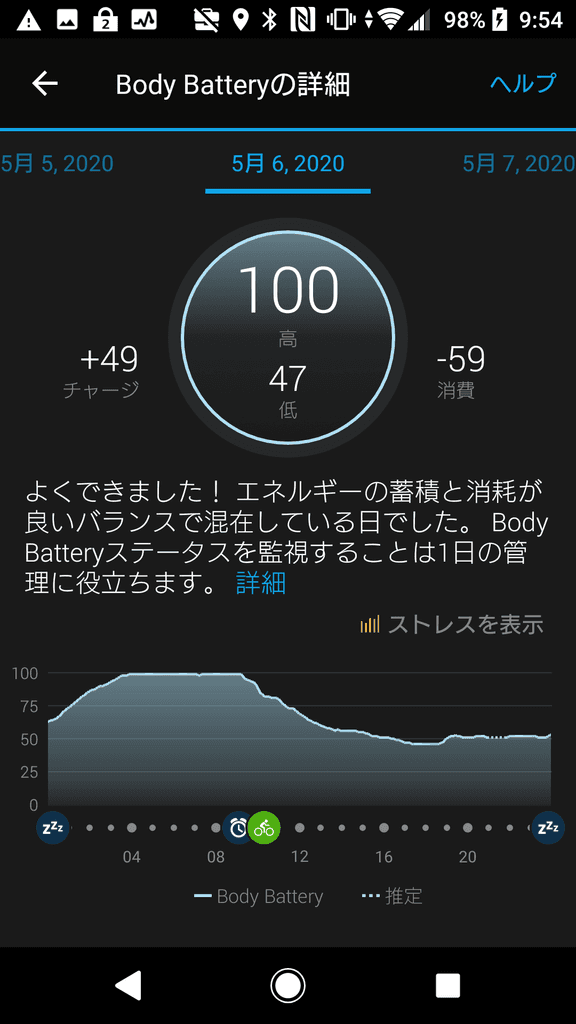 2
98% 9:54
Body Batteryの詳細 ヘルプ
5月 5, 2020 5月 6, 2020 5月 7, 2020
100
高
+49
チャージ
47
低
-59
消費
よくできました！ エネルギーの蓄積と消耗が
良いバランスで混在している日でした。 Body
Batteryステータスを監視することは1日の管
理に役立ちます。 詳細
ストレスを表示
100
75
50
25
0
zzz zzz
04 08 12 16 20
Body Battery 推定